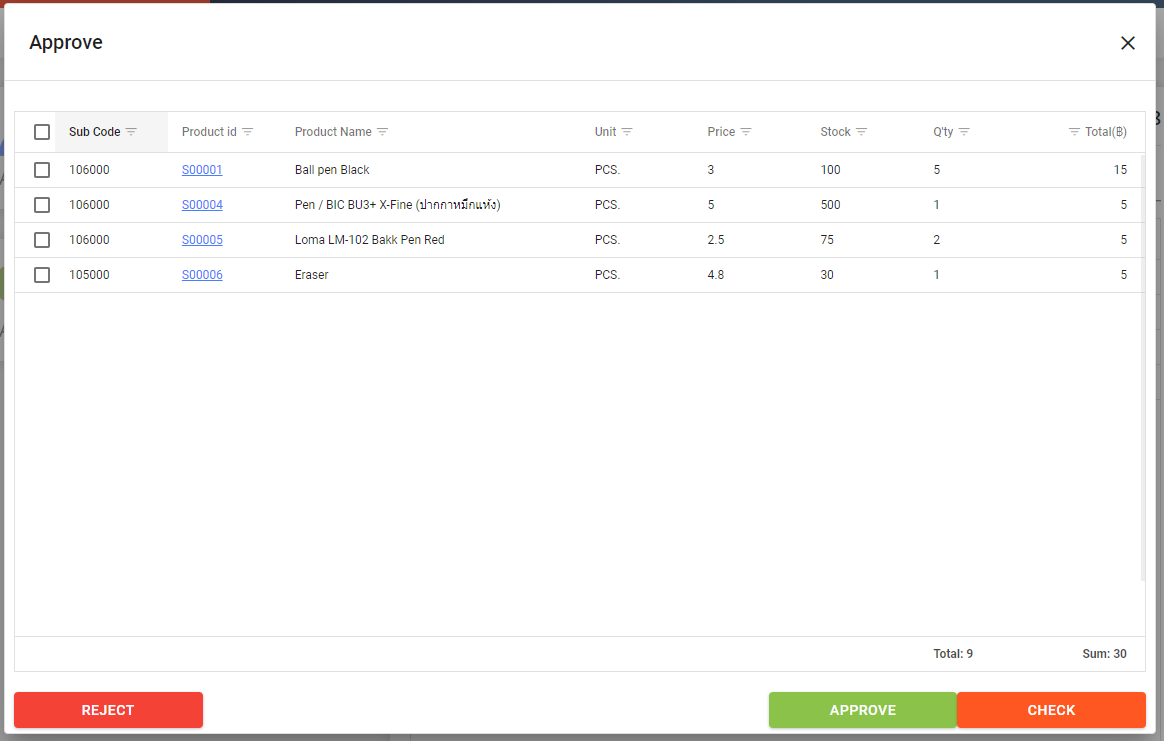 Approve
Sub Code Product id Product Name Unit Price Stock Q'ty Total(฿)
106000 S00001 Ball pen Black PCS. 3 100 5 15
106000 S00004 Pen / BIC BU3+ X-Fine (ปากกาหมึกแห้ง) PCS. 5 500 1 5
106000 S00005 Loma LM-102 Bakk Pen Red PCS. 2.5 75 2 5
105000 S00006 Eraser PCS. 4.8 30 1 5
Total: 9 Sum: 30
REJECT APPROVE CHECK